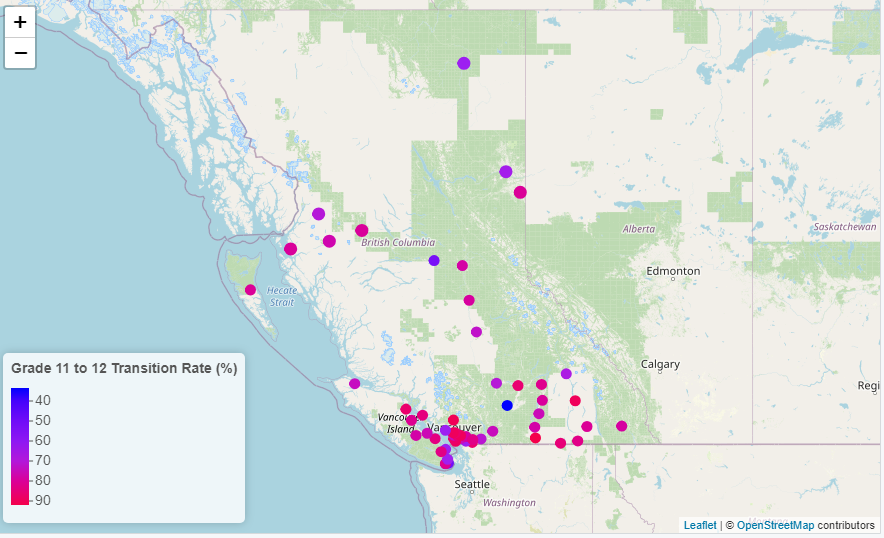 +
−
British Columbia
Alberta
Saskatchewan
Edmonton
Hecate
Strait
Calgary
Grade 11 to 12 Transition Rate (%)
40
50
60
70
80
90
Regi
Vancouver
Island
Vancouver
Seattle
Washington
Leaflet | © OpenStreetMap contributors